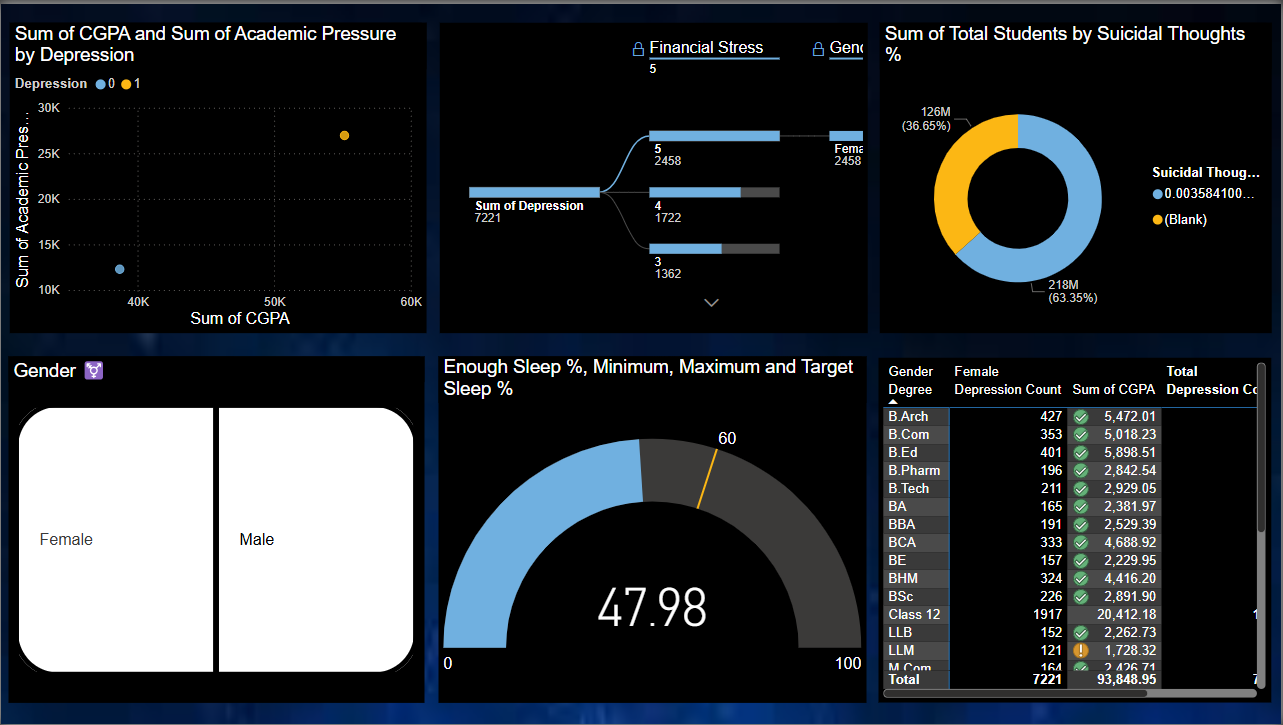 Sum of CGPA and Sum of Academic Pressure
by Depression
Depression 0 1
Sum of Academic Pres...
30K
25K
20K
15K
10K
40K 50K 60K
Sum of CGPA
Financial Stress
5
Genc
Sum of Depression
7221
5
2458
4
1722
3
1362
Fema
2458
Sum of Total Students by Suicidal Thoughts
%
126M
(36.65%)
218M
(63.35%)
Suicidal Thoug...
0.003584100...
(Blank)
Gender ⚧
Female
Male
Enough Sleep %, Minimum, Maximum and Target
Sleep %
60
47.98
0
100
Gender Female Total
Degree Depression Count Sum of CGPA Depression Co
B.Arch 427 5,472.01
B.Com 353 5,018.23
B.Ed 401 5,898.51
B.Pharm 196 2,842.54
B.Tech 211 2,929.05
BA 165 2,381.97
BBA 191 2,529.39
BCA 333 4,688.92
BE 157 2,229.95
BHM 324 4,416.20
BSc 226 2,891.90
Class 12 1917 20,412.18 1
LLB 152 2,262.73
LLM 121 1,728.32
M.Com 164 2,426.71
Total 7221 93,848.95 7